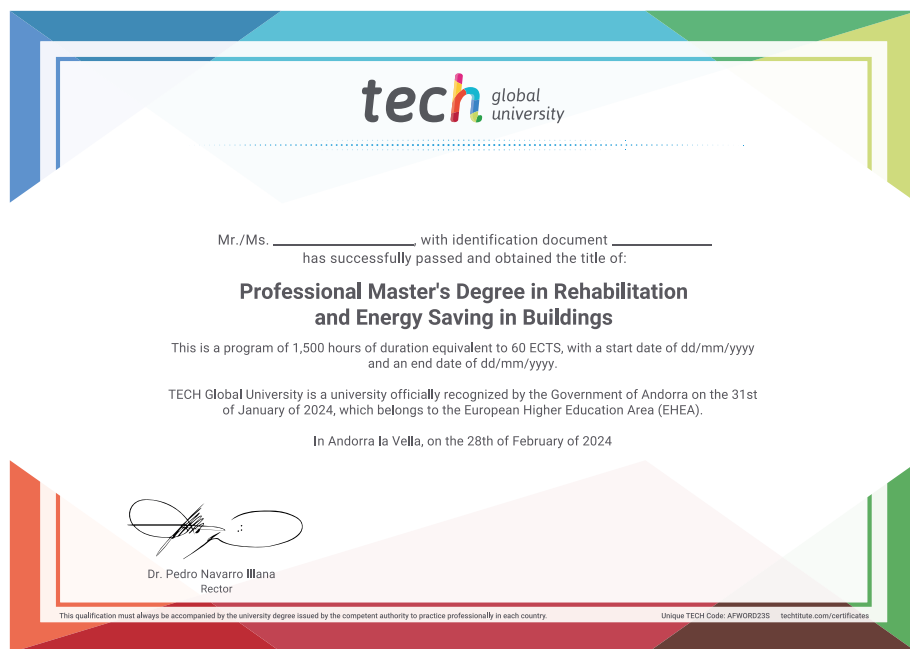 tech global university
Mr./Ms. ____________, with identification document ____________
has successfully passed and obtained the title of:
Professional Master's Degree in Rehabilitation
and Energy Saving in Buildings
This is a program of 1,500 hours of duration equivalent to 60 ECTS, with a start date of dd/mm/yyyy
and an end date of dd/mm/yyyy.
TECH Global University is a university officially recognized by the Government of Andorra on the 31st
of January of 2024, which belongs to the European Higher Education Area (EHEA).
In Andorra la Vella, on the 28th of February of 2024
Dr. Pedro Navarro Illana
Rector
This qualification must always be accompanied by the university degree issued by the competent authority to practice professionally in each country.
Unique TECH Code: AFWORD23S techtitute.com/certificates